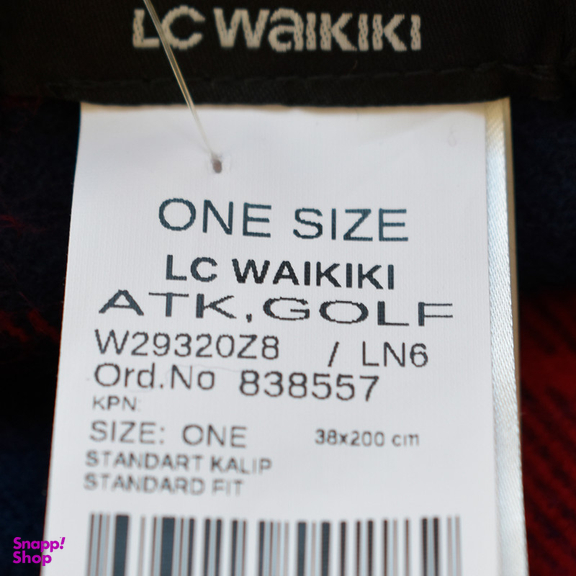 LC WAIKIKI
ONE SIZE
LC WAIKIKI
ATK,GOLF
W29320Z8 / LN6
Ord.No 838557
KPN:
SIZE: ONE 38x200 cm
STANDART KALIP
STANDARD FIT
Snapp!
Shop